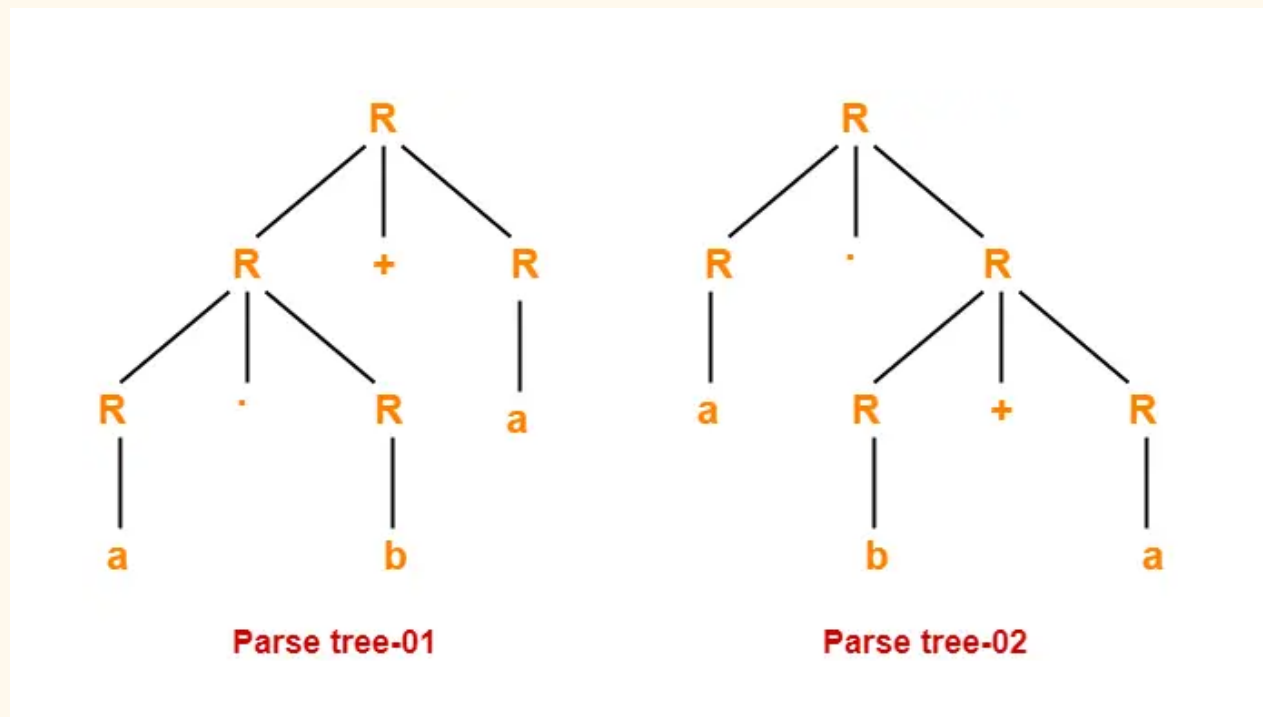 R R
R + R R . R
R . R a a R + R
a b b a
Parse tree-01 Parse tree-02